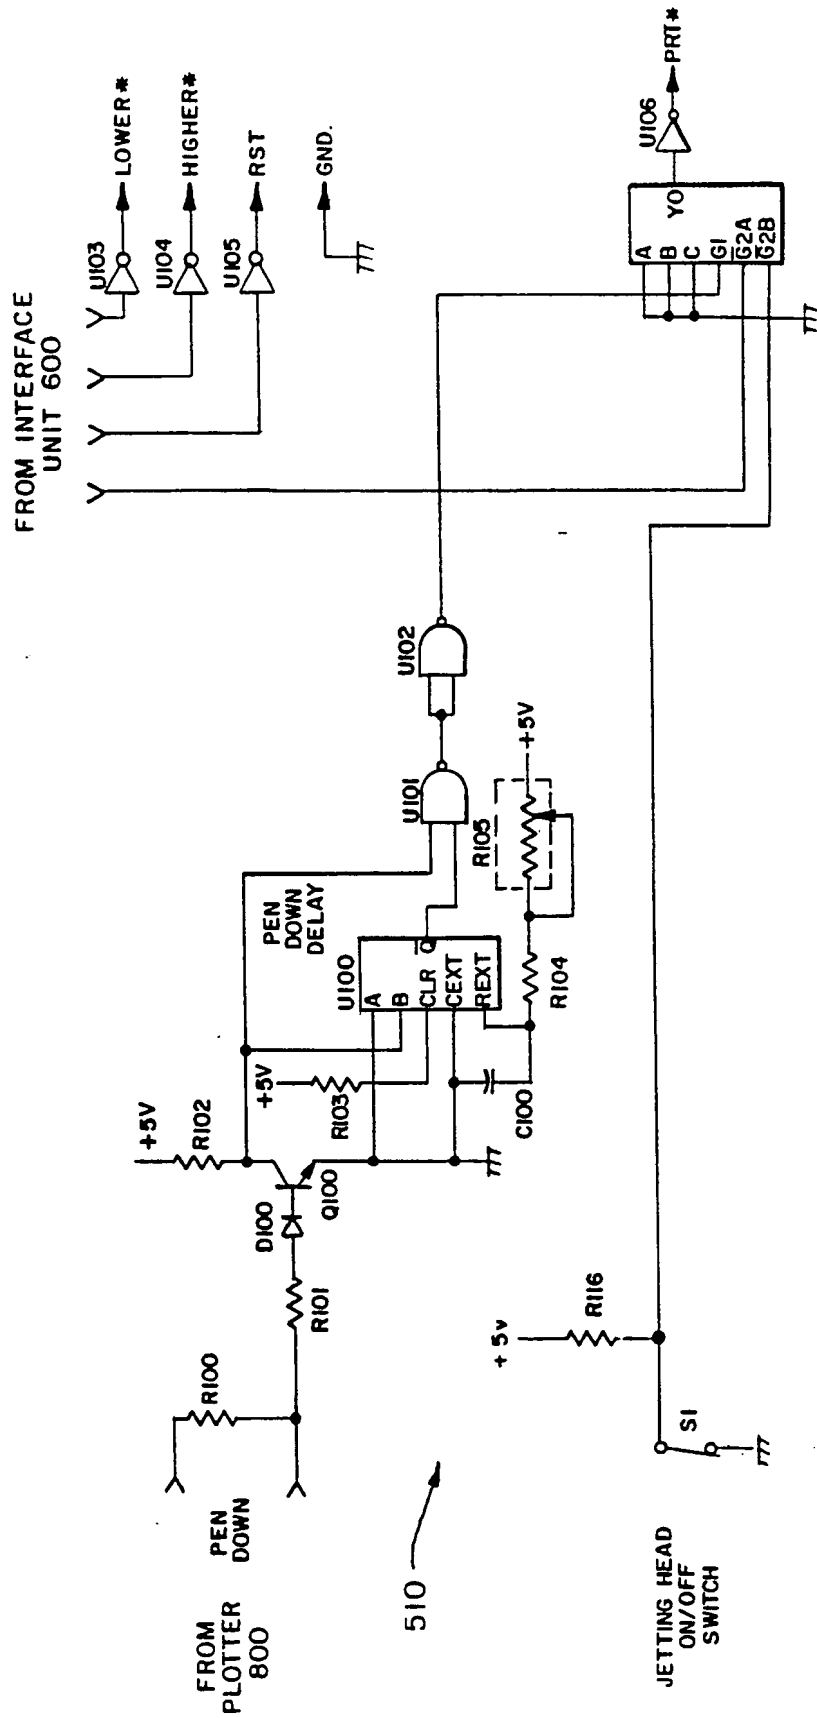 FROM INTERFACE
UNIT 600
U103
LOWER*
U104
HIGHER*
U105
RST
GND.
FROM
PLOTTER
800
PEN
DOWN
R100
R101
D100
Q100
+5V
R102
+5V
R103
PEN
DOWN
DELAY
U100
A
B
CLR
CEXT
REXT
Q
C100
R104
R105
+5V
U101
U102
A
B
C
G1
G2A
G2B
Y0
U106
PRT*
510
JETTING HEAD
ON/OFF
SWITCH
S1
+5V
R116